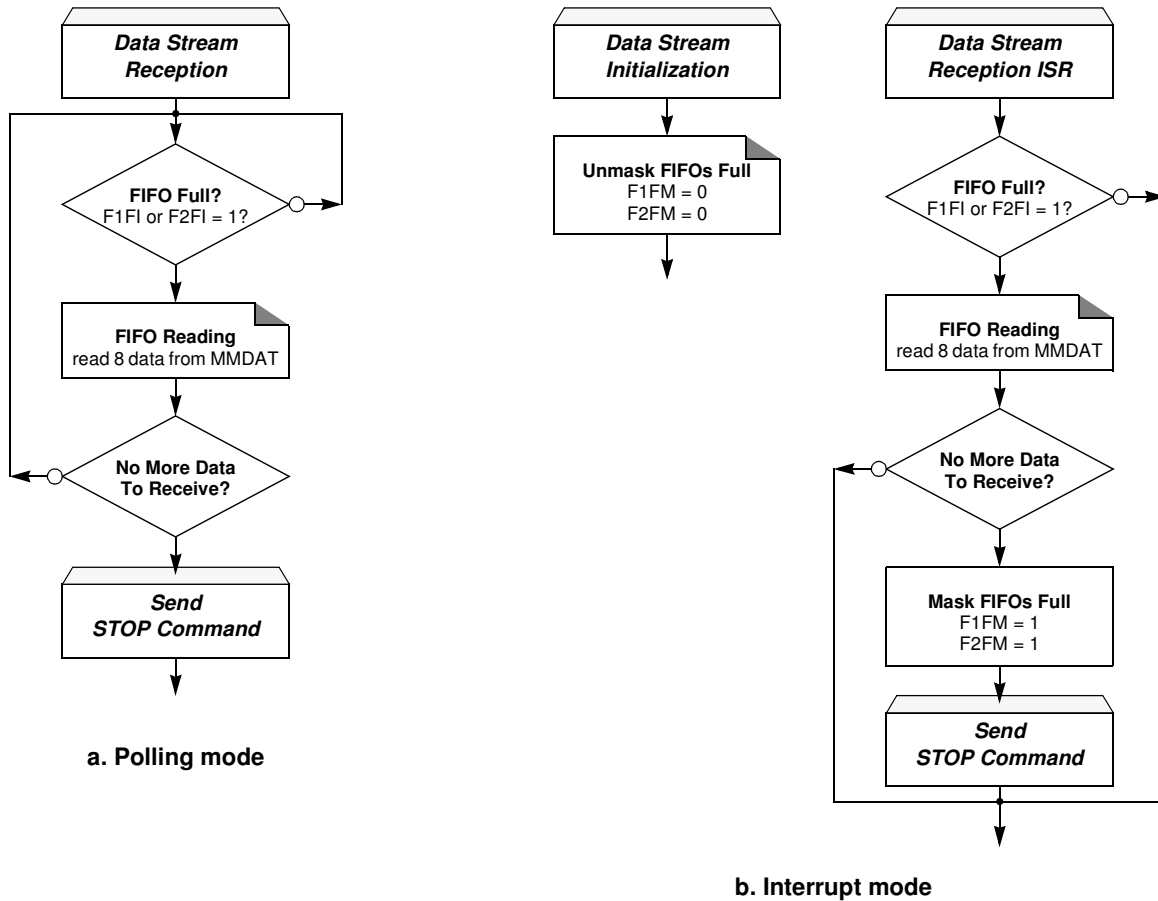 Data Stream
Reception
FIFO Full?
F1FI or F2FI = 1?
FIFO Reading
read 8 data from MMDAT
No More Data
To Receive?
Send
STOP Command
a. Polling mode
Data Stream
Initialization
Unmask FIFOs Full
F1FM = 0
F2FM = 0
Data Stream
Reception ISR
FIFO Full?
F1FI or F2FI = 1?
FIFO Reading
read 8 data from MMDAT
No More Data
To Receive?
Mask FIFOs Full
F1FM = 1
F2FM = 1
Send
STOP Command
b. Interrupt mode